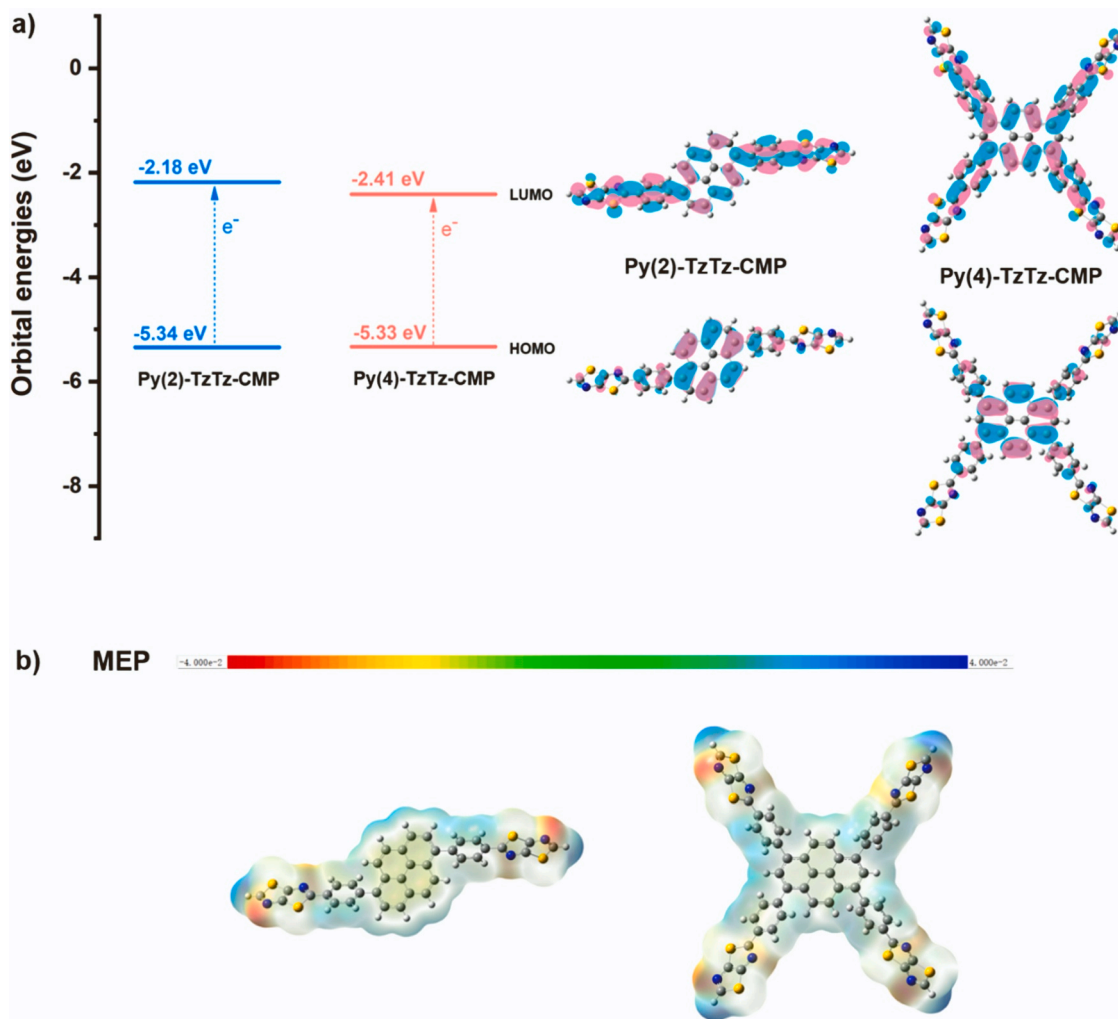 a)
Orbital energies (eV)
0
-2
-4
-6
-8
-2.18 eV
e⁻
-5.34 eV
Py(2)-TzTz-CMP
-2.41 eV
e⁻
-5.33 eV
Py(4)-TzTz-CMP
LUMO
HOMO
Py(2)-TzTz-CMP
Py(4)-TzTz-CMP
b)
MEP
-4.000e-2
4.000e-2